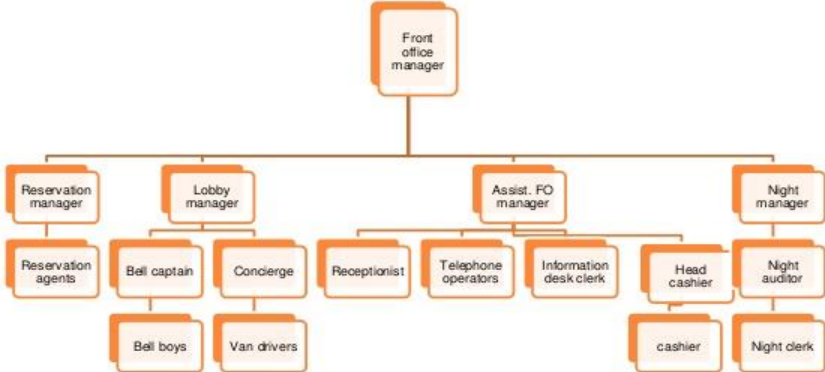 Front
office
manager
Reservation
manager
Lobby
manager
Assist. FO
manager
Night
manager
Reservation
agents
Bell captain
Concierge
Receptionist
Telephone
operators
Information
desk clerk
Head
cashier
Night
auditor
Bell boys
Van drivers
cashier
Night clerk